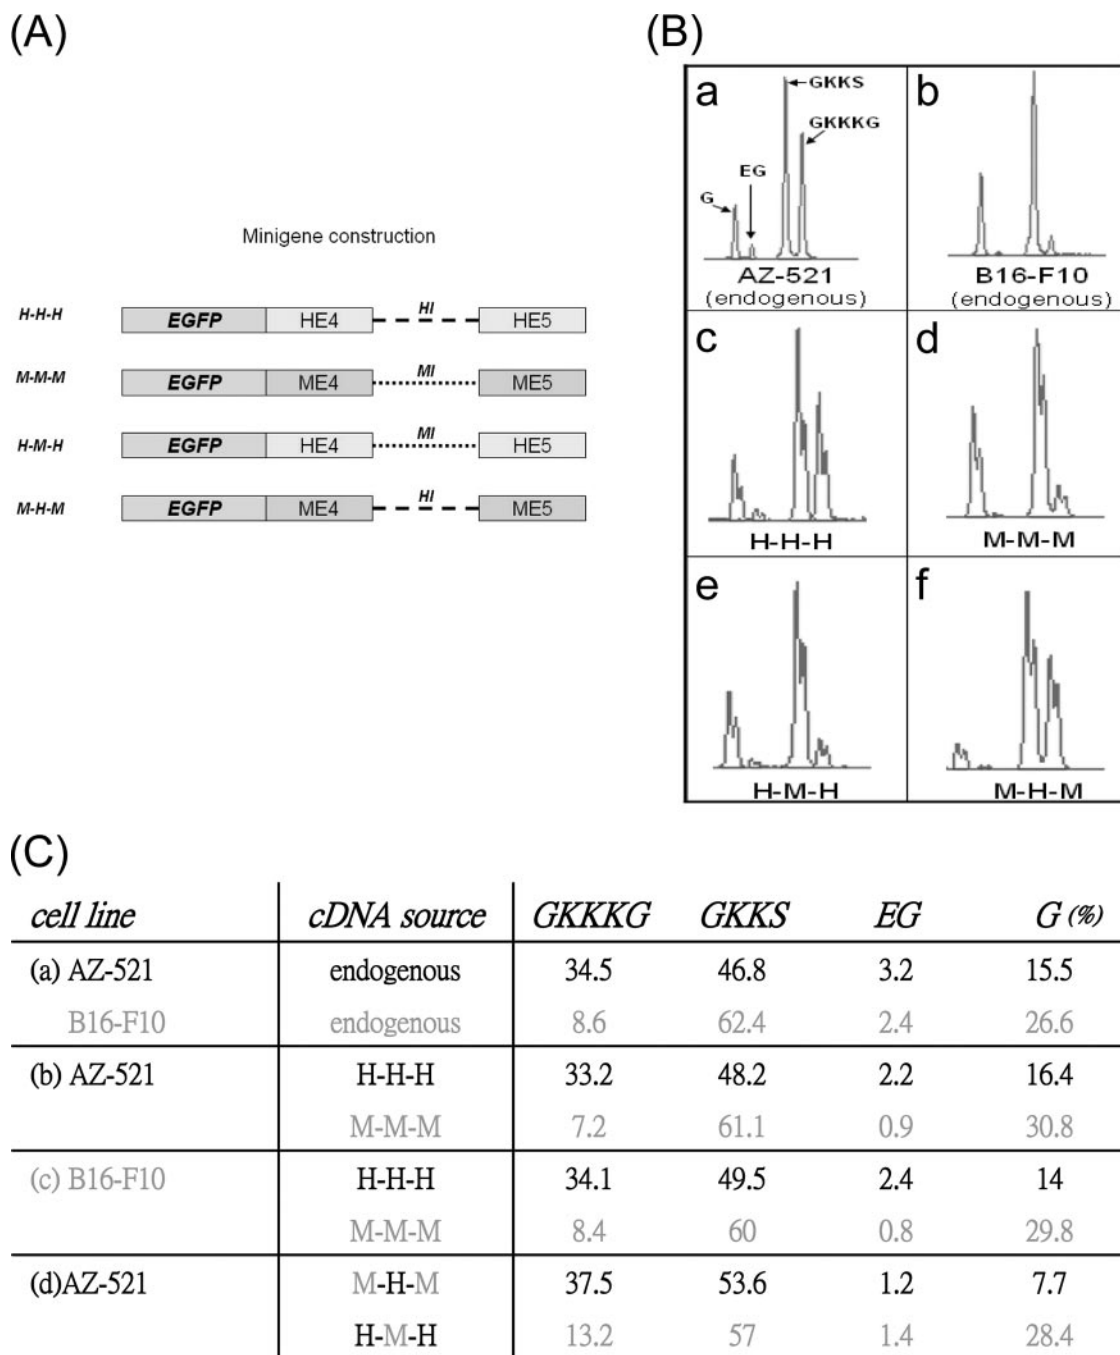 (A)
Minigene construction
H-H-H EGFP HE4 HI HE5
M-M-M EGFP ME4 MI ME5
H-M-H EGFP HE4 MI HE5
M-H-M EGFP ME4 HI ME5
(B)
a GKKS GKKKG EG G
AZ-521
(endogenous)
b
B16-F10
(endogenous)
c
H-H-H
d
M-M-M
e
H-M-H
f
M-H-M
(C)
cell line cDNA source GKKKG GKKS EG G (%)
(a) AZ-521 endogenous 34.5 46.8 3.2 15.5
B16-F10 endogenous 8.6 62.4 2.4 26.6
(b) AZ-521 H-H-H 33.2 48.2 2.2 16.4
M-M-M 7.2 61.1 0.9 30.8
(c) B16-F10 H-H-H 34.1 49.5 2.4 14
M-M-M 8.4 60 0.8 29.8
(d)AZ-521 M-H-M 37.5 53.6 1.2 7.7
H-M-H 13.2 57 1.4 28.4